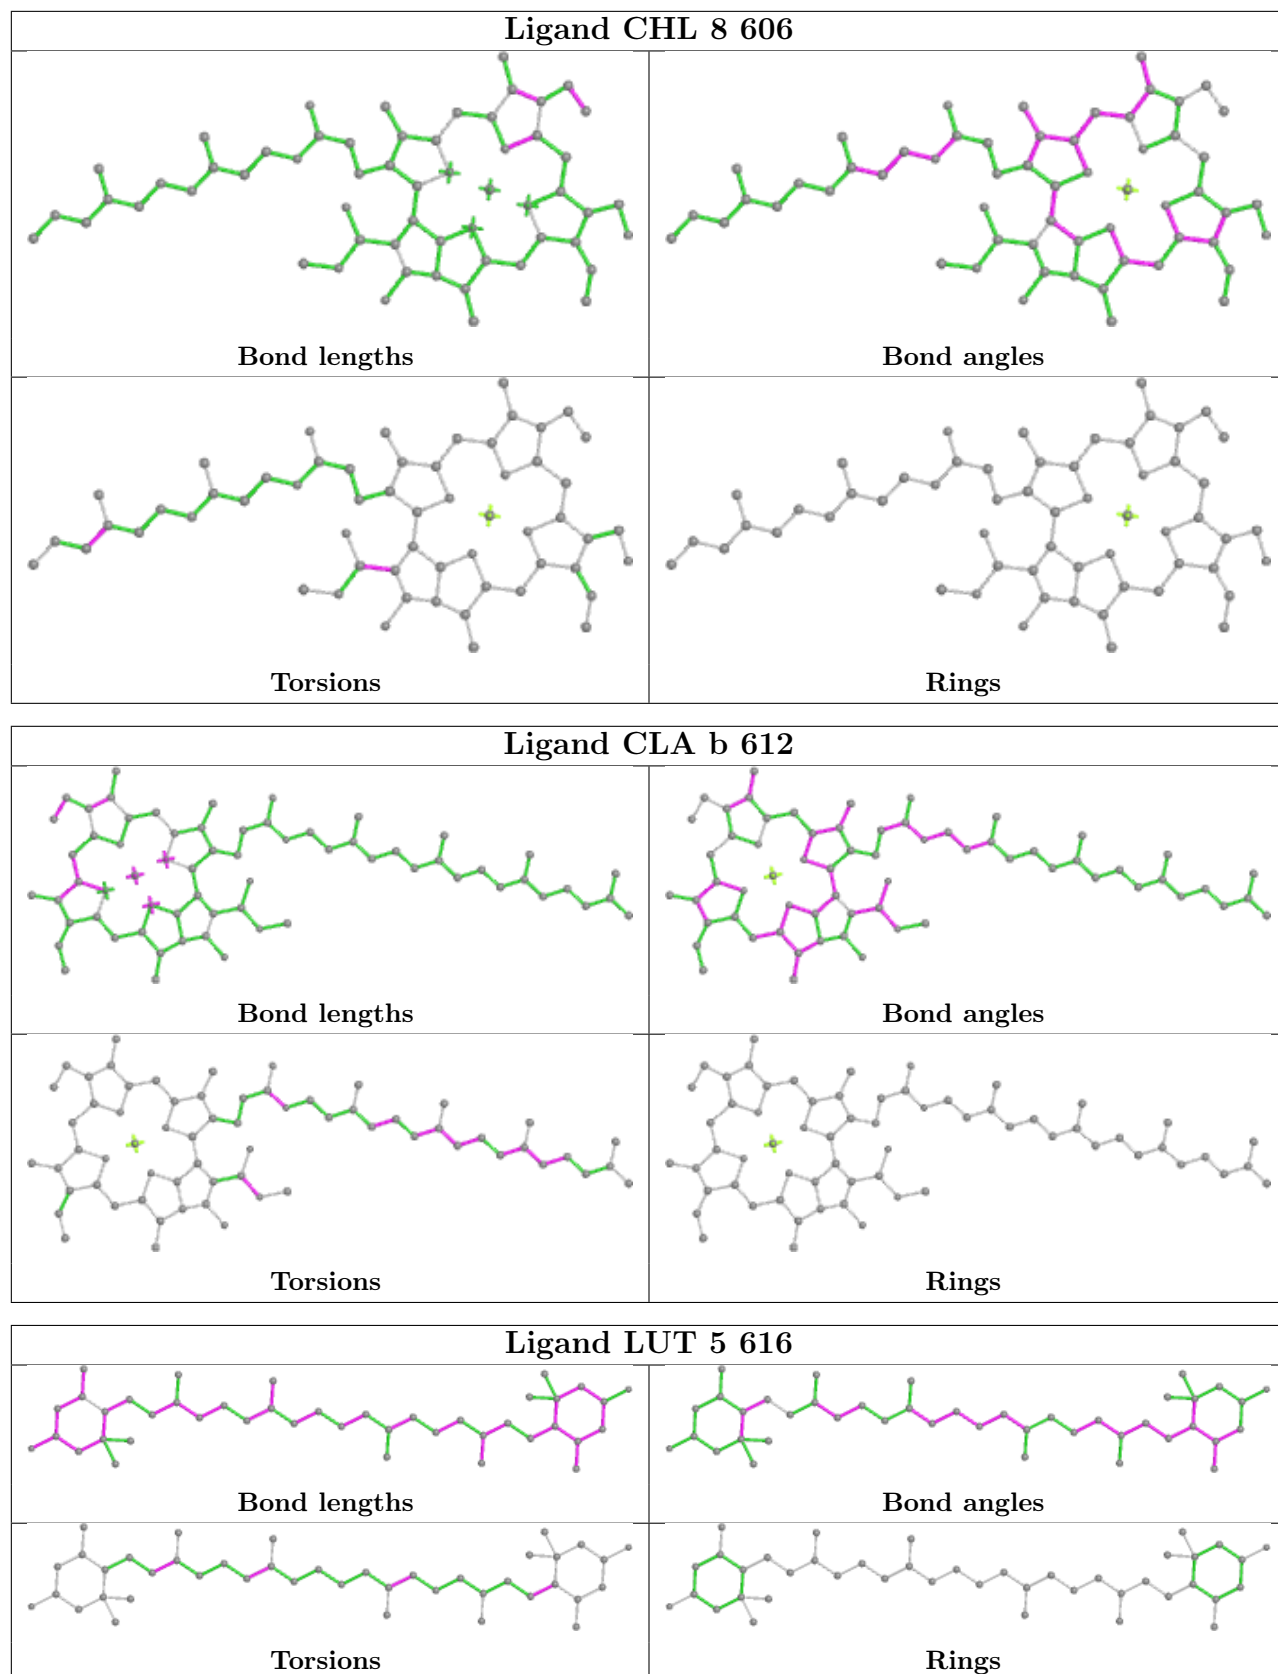 Ligand CHL 8 606
Bond lengths
Bond angles
Torsions
Rings
Ligand CLA b 612
Bond lengths
Bond angles
Torsions
Rings
Ligand LUT 5 616
Bond lengths
Bond angles
Torsions
Rings